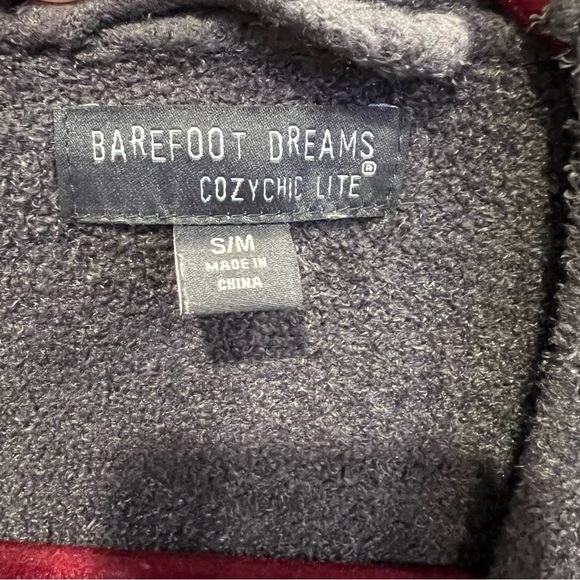 BAREFOOT DREAMS
COZYCHIC LITE®
S/M
MADE IN
CHINA